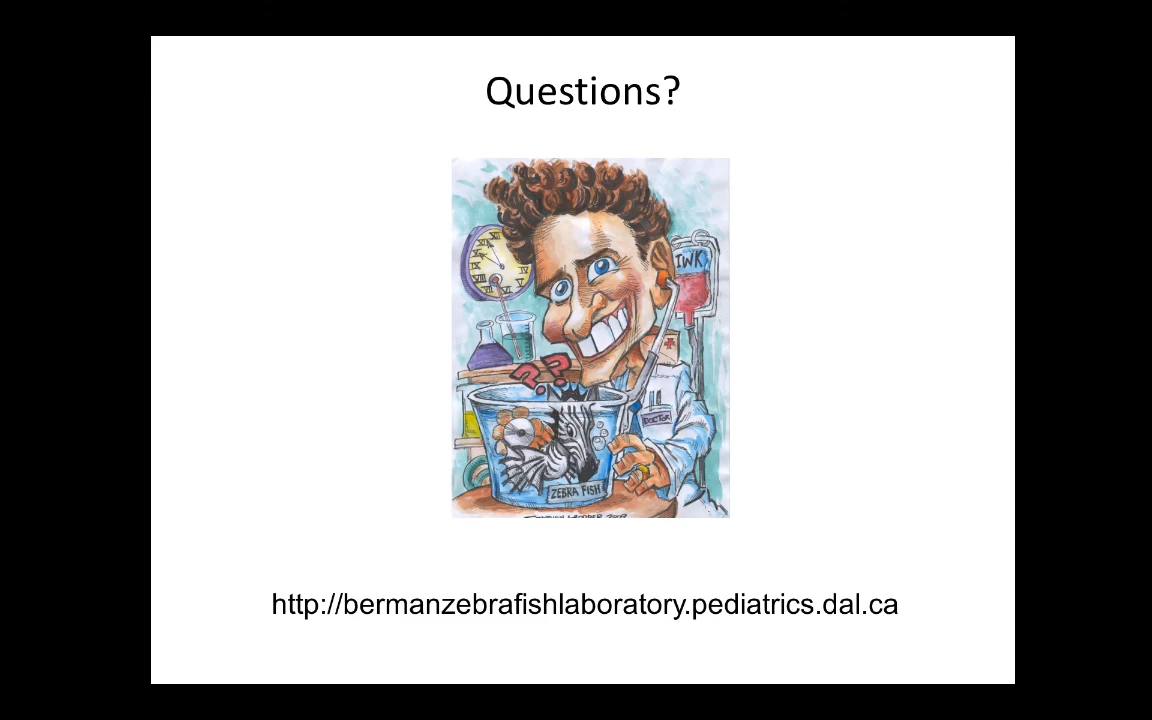 Questions?
IWK
??
DOCTOR
ZEBRA FISH
http://bermanzebrafishlaboratory.pediatrics.dal.ca